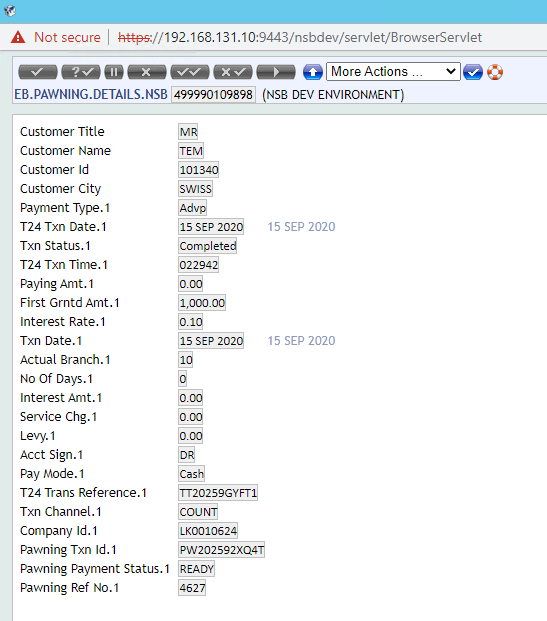 Not secure | https://192.168.131.10:9443/nsbdev/servlet/BrowserServlet
More Actions ...
EB.PAWNING.DETAILS.NSB 499990109898 (NSB DEV ENVIRONMENT)
Customer Title MR
Customer Name TEM
Customer Id 101340
Customer City SWISS
Payment Type.1 Advp
T24 Txn Date.1 15 SEP 2020 15 SEP 2020
Txn Status.1 Completed
T24 Txn Time.1 022942
Paying Amt.1 0.00
First Grntd Amt.1 1,000.00
Interest Rate.1 0.10
Txn Date.1 15 SEP 2020 15 SEP 2020
Actual Branch.1 10
No Of Days.1 0
Interest Amt.1 0.00
Service Chg.1 0.00
Levy.1 0.00
Acct Sign.1 DR
Pay Mode.1 Cash
T24 Trans Reference.1 TT20259GYFT1
Txn Channel.1 COUNT
Company Id.1 LK0010624
Pawning Txn Id.1 PW202592XQ4T
Pawning Payment Status.1 READY
Pawning Ref No.1 4627